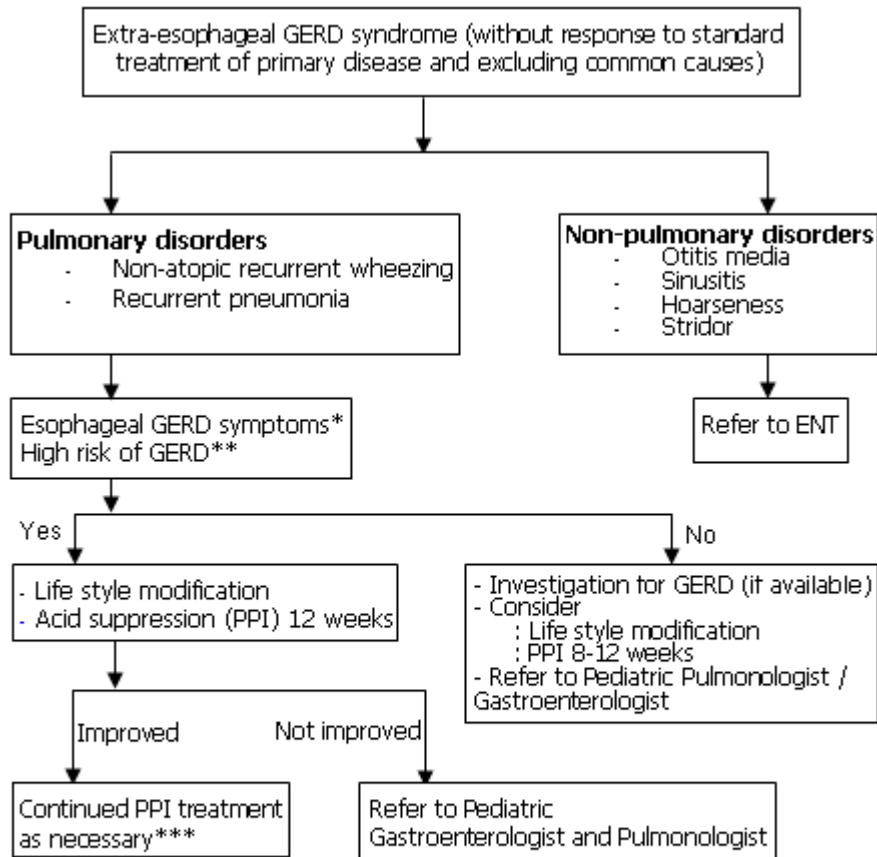 Extra-esophageal GERD syndrome (without response to standard
treatment of primary disease and excluding common causes)
Pulmonary disorders
- Non-atopic recurrent wheezing
- Recurrent pneumonia
Non-pulmonary disorders
- Otitis media
- Sinusitis
- Hoarseness
- Stridor
Esophageal GERD symptoms*
High risk of GERD**
Refer to ENT
Yes
No
- Life style modification
- Acid suppression (PPI) 12 weeks
- Investigation for GERD (if available)
- Consider
: Life style modification
: PPI 8-12 weeks
- Refer to Pediatric Pulmonologist /
Gastroenterologist
Improved
Not improved
Continued PPI treatment
as necessary***
Refer to Pediatric
Gastroenterologist and Pulmonologist